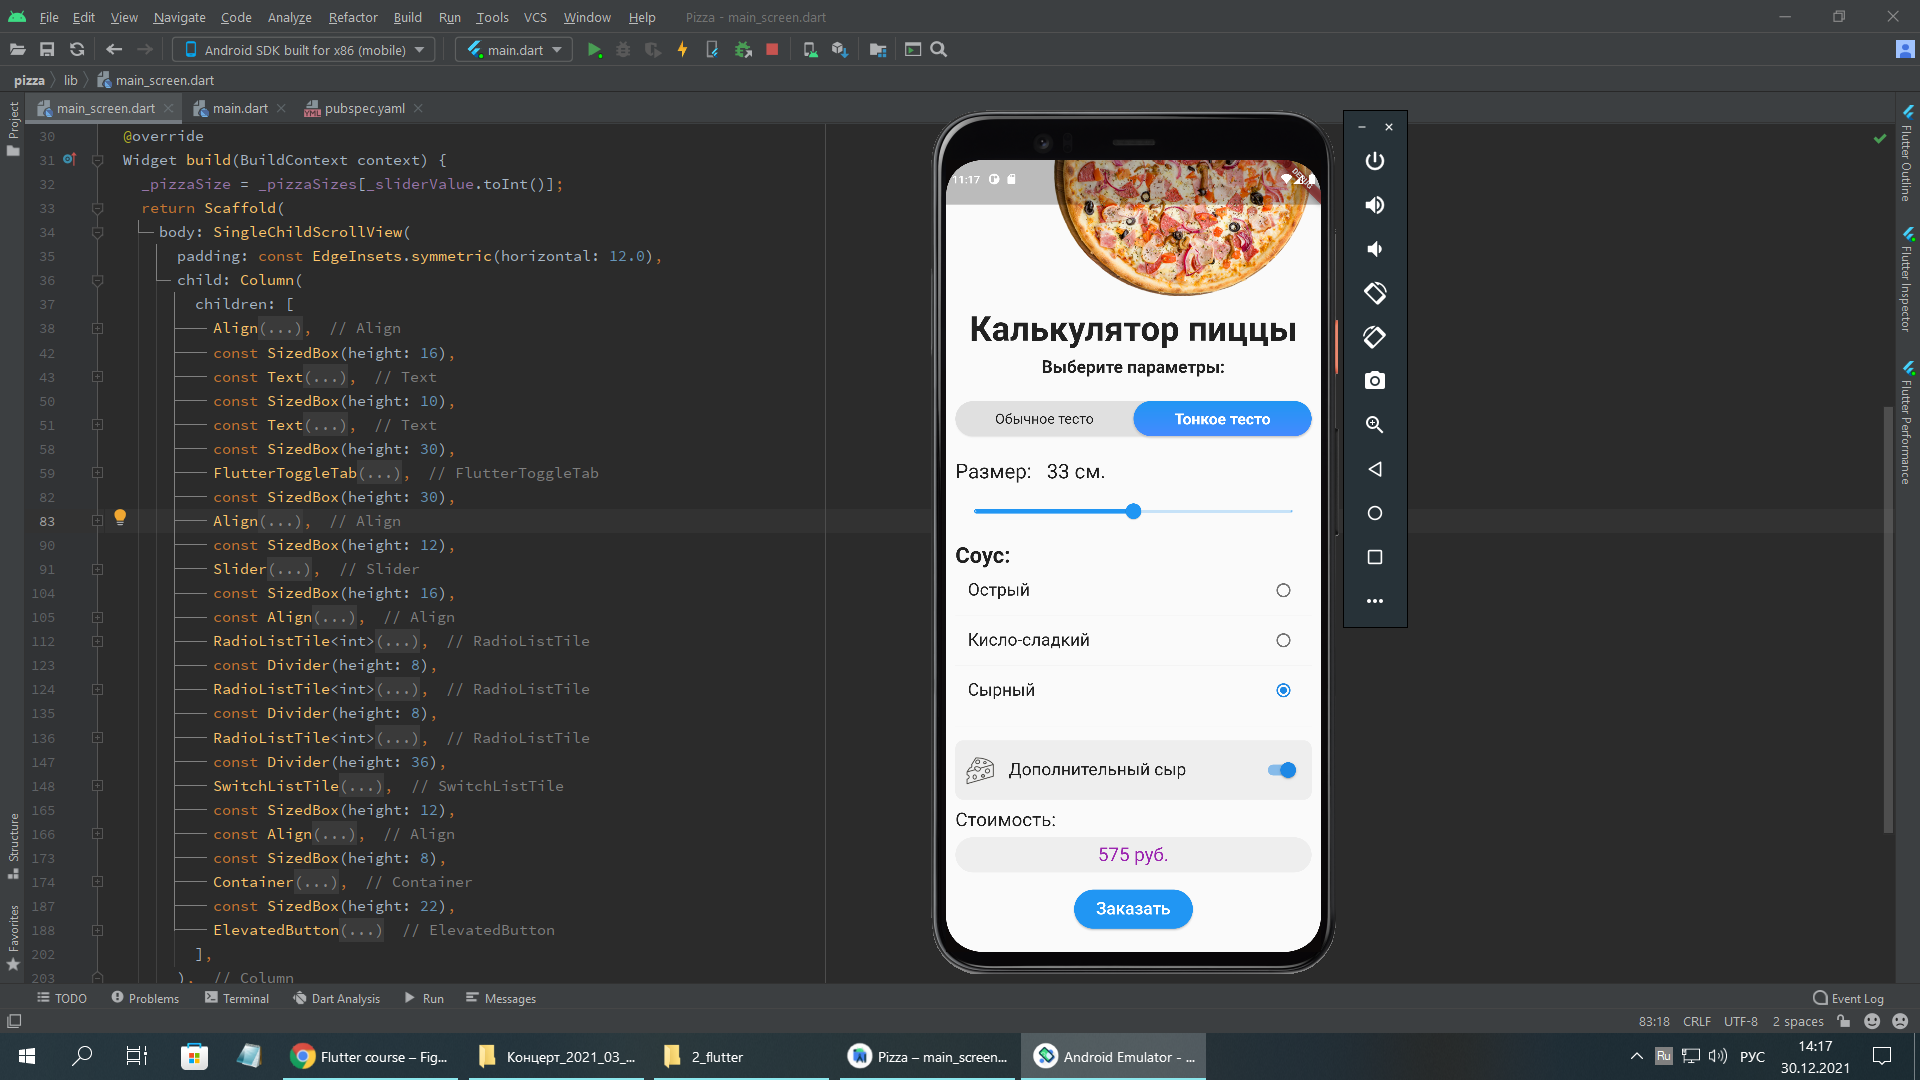 File Edit View Navigate Code Analyze Refactor Build Run Tools VCS Window Help Pizza - main_screen.dart
Android SDK built for x86 (mobile) main.dart
pizza lib main_screen.dart
main_screen.dart main.dart pubspec.yaml
Project
Structure
Favorites
30 @override
31 Widget build(BuildContext context) {
32 _pizzaSize = _pizzaSizes[_sliderValue.toInt()];
33 return Scaffold(
34 body: SingleChildScrollView(
35 padding: const EdgeInsets.symmetric(horizontal: 12.0),
36 child: Column(
37 children: [
38 Align(...), // Align
42 const SizedBox(height: 16),
43 const Text(...), // Text
50 const SizedBox(height: 10),
51 const Text(...), // Text
58 const SizedBox(height: 30),
59 FlutterToggleTab(...), // FlutterToggleTab
82 const SizedBox(height: 30),
83 Align(...), // Align
90 const SizedBox(height: 12),
91 Slider(...), // Slider
104 const SizedBox(height: 16),
105 const Align(...), // Align
112 RadioListTile<int>(...), // RadioListTile
123 const Divider(height: 8),
124 RadioListTile<int>(...), // RadioListTile
135 const Divider(height: 8),
136 RadioListTile<int>(...), // RadioListTile
147 const Divider(height: 36),
148 SwitchListTile(...), // SwitchListTile
165 const SizedBox(height: 12),
166 const Align(...), // Align
173 const SizedBox(height: 8),
174 Container(...), // Container
187 const SizedBox(height: 22),
188 ElevatedButton(...) // ElevatedButton
202 ],
203 ), // Column
11:17
DEBUG
Калькулятор пиццы
Выберите параметры:
Обычное тесто Тонкое тесто
Размер: 33 см.
Соус:
Острый
Кисло-сладкий
Сырный
Дополнительный сыр
Стоимость:
575 руб.
Заказать
Flutter Outline
Flutter Inspector
Flutter Performance
TODO Problems Terminal Dart Analysis Run Messages Event Log
83:18 CRLF UTF-8 2 spaces
Flutter course – Fig... Концерт_2021_03_... 2_flutter Pizza – main_screen... Android Emulator - ... Ru РУС 14:17
30.12.2021